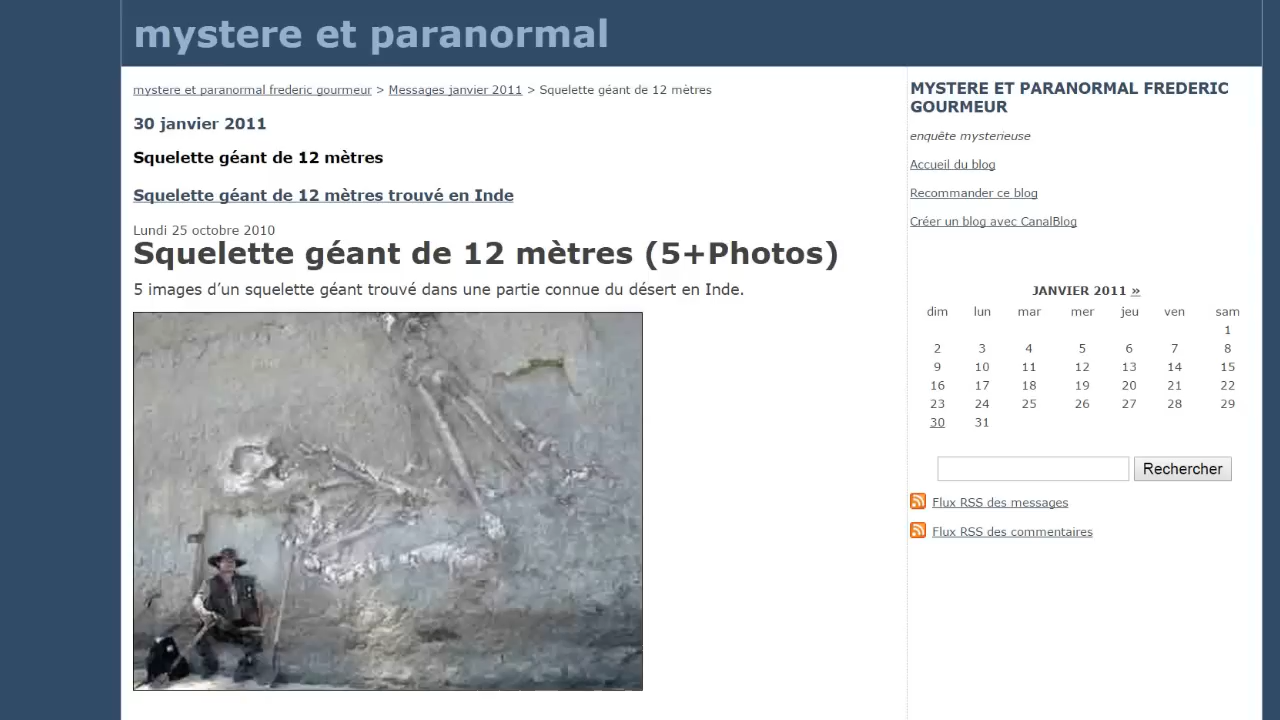 mystere et paranormal
mystere et paranormal frederic gourmeur > Messages janvier 2011 > Squelette géant de 12 mètres
30 janvier 2011
Squelette géant de 12 mètres
Squelette géant de 12 mètres trouvé en Inde
Lundi 25 octobre 2010
Squelette géant de 12 mètres (5+Photos)
5 images d’un squelette géant trouvé dans une partie connue du désert en Inde.
MYSTERE ET PARANORMAL FREDERIC
GOURMEUR
enquête mysterieuse
Accueil du blog
Recommander ce blog
Créer un blog avec CanalBlog
JANVIER 2011 »
dim lun mar mer jeu ven sam
1
2 3 4 5 6 7 8
9 10 11 12 13 14 15
16 17 18 19 20 21 22
23 24 25 26 27 28 29
30 31
Rechercher
Flux RSS des messages
Flux RSS des commentaires